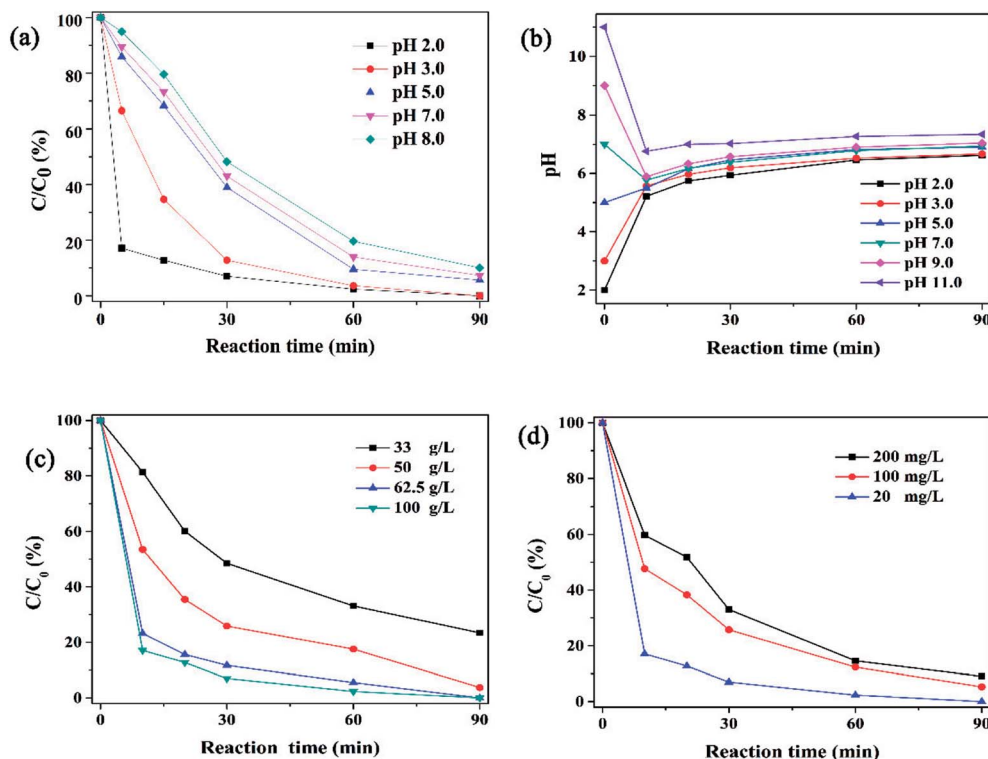 (a)
100
80
60
40
20
0
C/C0 (%)
pH 2.0
pH 3.0
pH 5.0
pH 7.0
pH 8.0
0 30 60 90
Reaction time (min)
(b)
10
8
6
4
2
pH
pH 2.0
pH 3.0
pH 5.0
pH 7.0
pH 9.0
pH 11.0
0 30 60 90
Reaction time (min)
(c)
100
80
60
40
20
0
C/C0 (%)
33 g/L
50 g/L
62.5 g/L
100 g/L
0 30 60 90
Reaction time (min)
(d)
100
80
60
40
20
0
C/C0 (%)
200 mg/L
100 mg/L
20 mg/L
0 30 60 90
Reaction time (min)